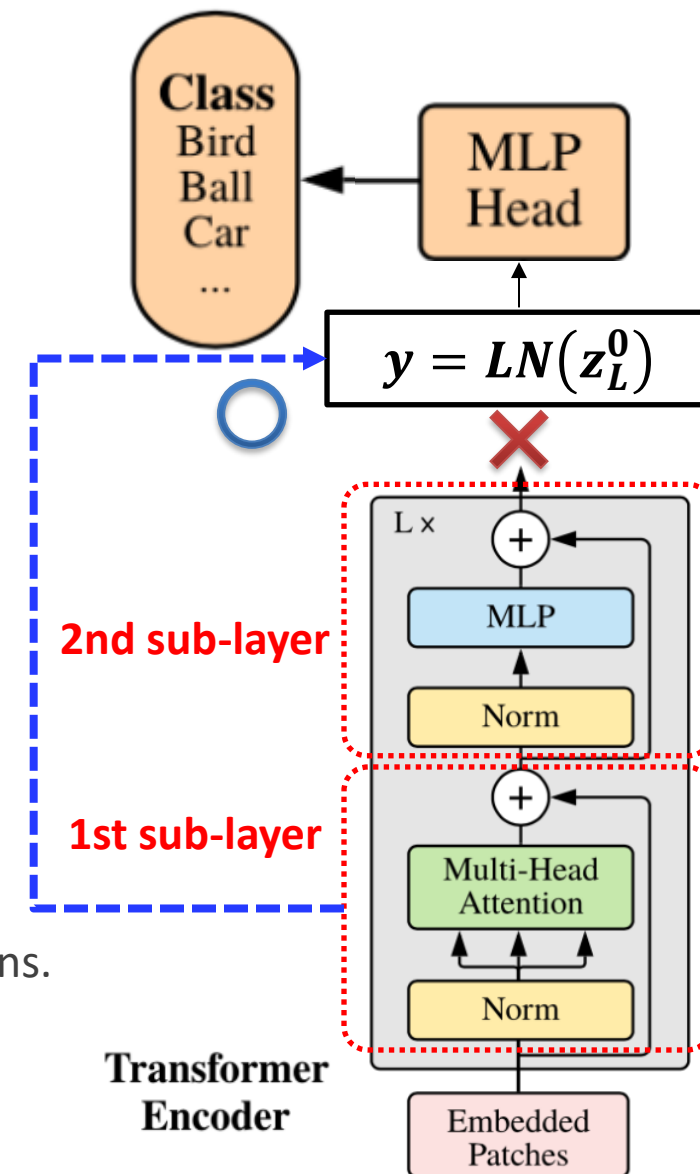 Class
Bird
Ball
Car
...
MLP
Head
y = LN(z_L^0)
L ×
+
MLP
2nd sub-layer
Norm
+
1st sub-layer
Multi-Head
Attention
ns.
Norm
Transformer
Encoder
Embedded
Patches